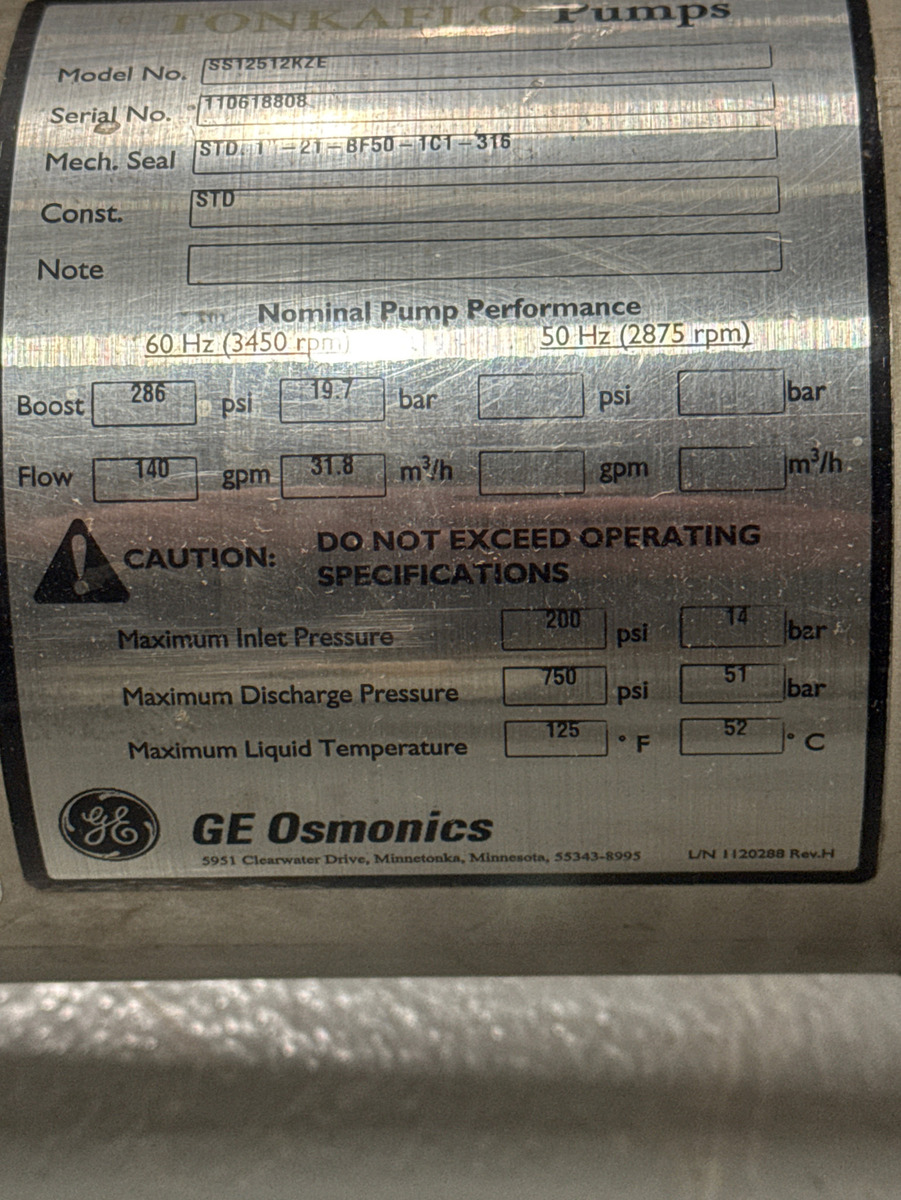 TONKAFLO Pumps
Model No. SS12512KZE
Serial No. 110618808
Mech. Seal STD. 1"-21-BF50-1C1-316
Const. STD
Note
Nominal Pump Performance
60 Hz (3450 rpm) 50 Hz (2875 rpm)
Boost 286 psi 19.7 bar psi bar
Flow 140 gpm 31.8 m³/h gpm m³/h
CAUTION: DO NOT EXCEED OPERATING
SPECIFICATIONS
Maximum Inlet Pressure 200 psi 14 bar
Maximum Discharge Pressure 750 psi 51 bar
Maximum Liquid Temperature 125 ° F 52 ° C
GE GE Osmonics
5951 Clearwater Drive, Minnetonka, Minnesota, 55343-8995 L/N 1120288 Rev.H